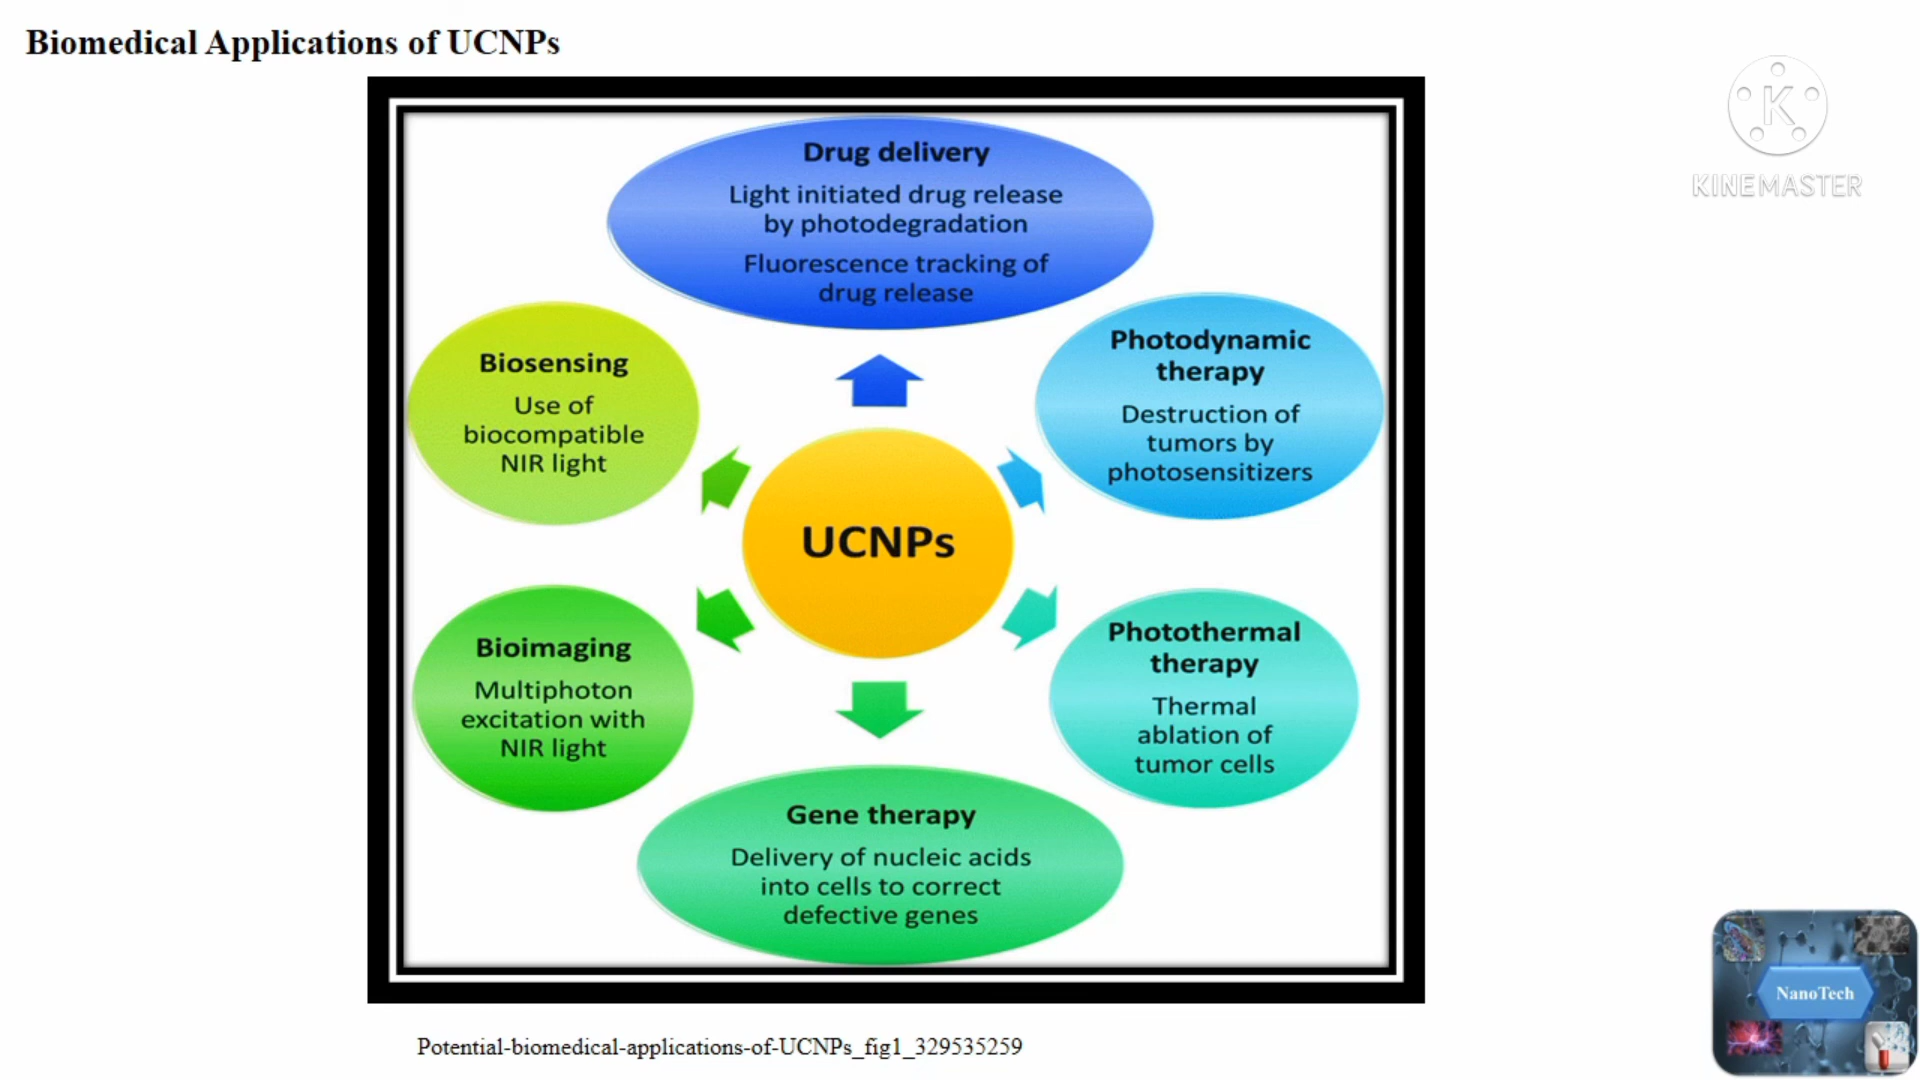 Biomedical Applications of UCNPs
K
KINEMASTER
Drug delivery
Light initiated drug release
by photodegradation
Fluorescence tracking of
drug release
Biosensing
Use of
biocompatible
NIR light
Photodynamic
therapy
Destruction of
tumors by
photosensitizers
UCNPs
Bioimaging
Multiphoton
excitation with
NIR light
Photothermal
therapy
Thermal
ablation of
tumor cells
Gene therapy
Delivery of nucleic acids
into cells to correct
defective genes
NanoTech
Potential-biomedical-applications-of-UCNPs_fig1_329535259